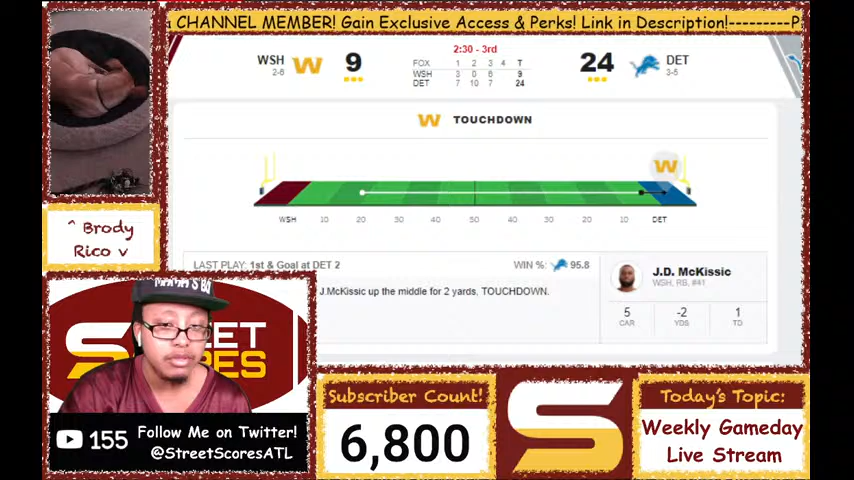 CHANNEL MEMBER! Gain Exclusive Access & Perks! Link in Description!---------P
2:30 - 3rd
WSH 2-6 W 9
FOX 1 2 3 4 T
WSH 3 0 6 9
DET 7 10 7 24
24 DET 3-5
W TOUCHDOWN
W
WSH 10 20 30 40 50 40 30 20 10 DET
^ Brody
Rico v
LAST PLAY: 1st & Goal at DET 2
WIN %: 95.8
J.McKissic up the middle for 2 yards, TOUCHDOWN.
J.D. McKissic
WSH, RB, #41
5 -2 1
CAR YDS TD
MAMA'S BOY
STREET
SCORES
155
Follow Me on Twitter!
@StreetScoresATL
Subscriber Count!
6,800
S
Today's Topic:
Weekly Gameday
Live Stream